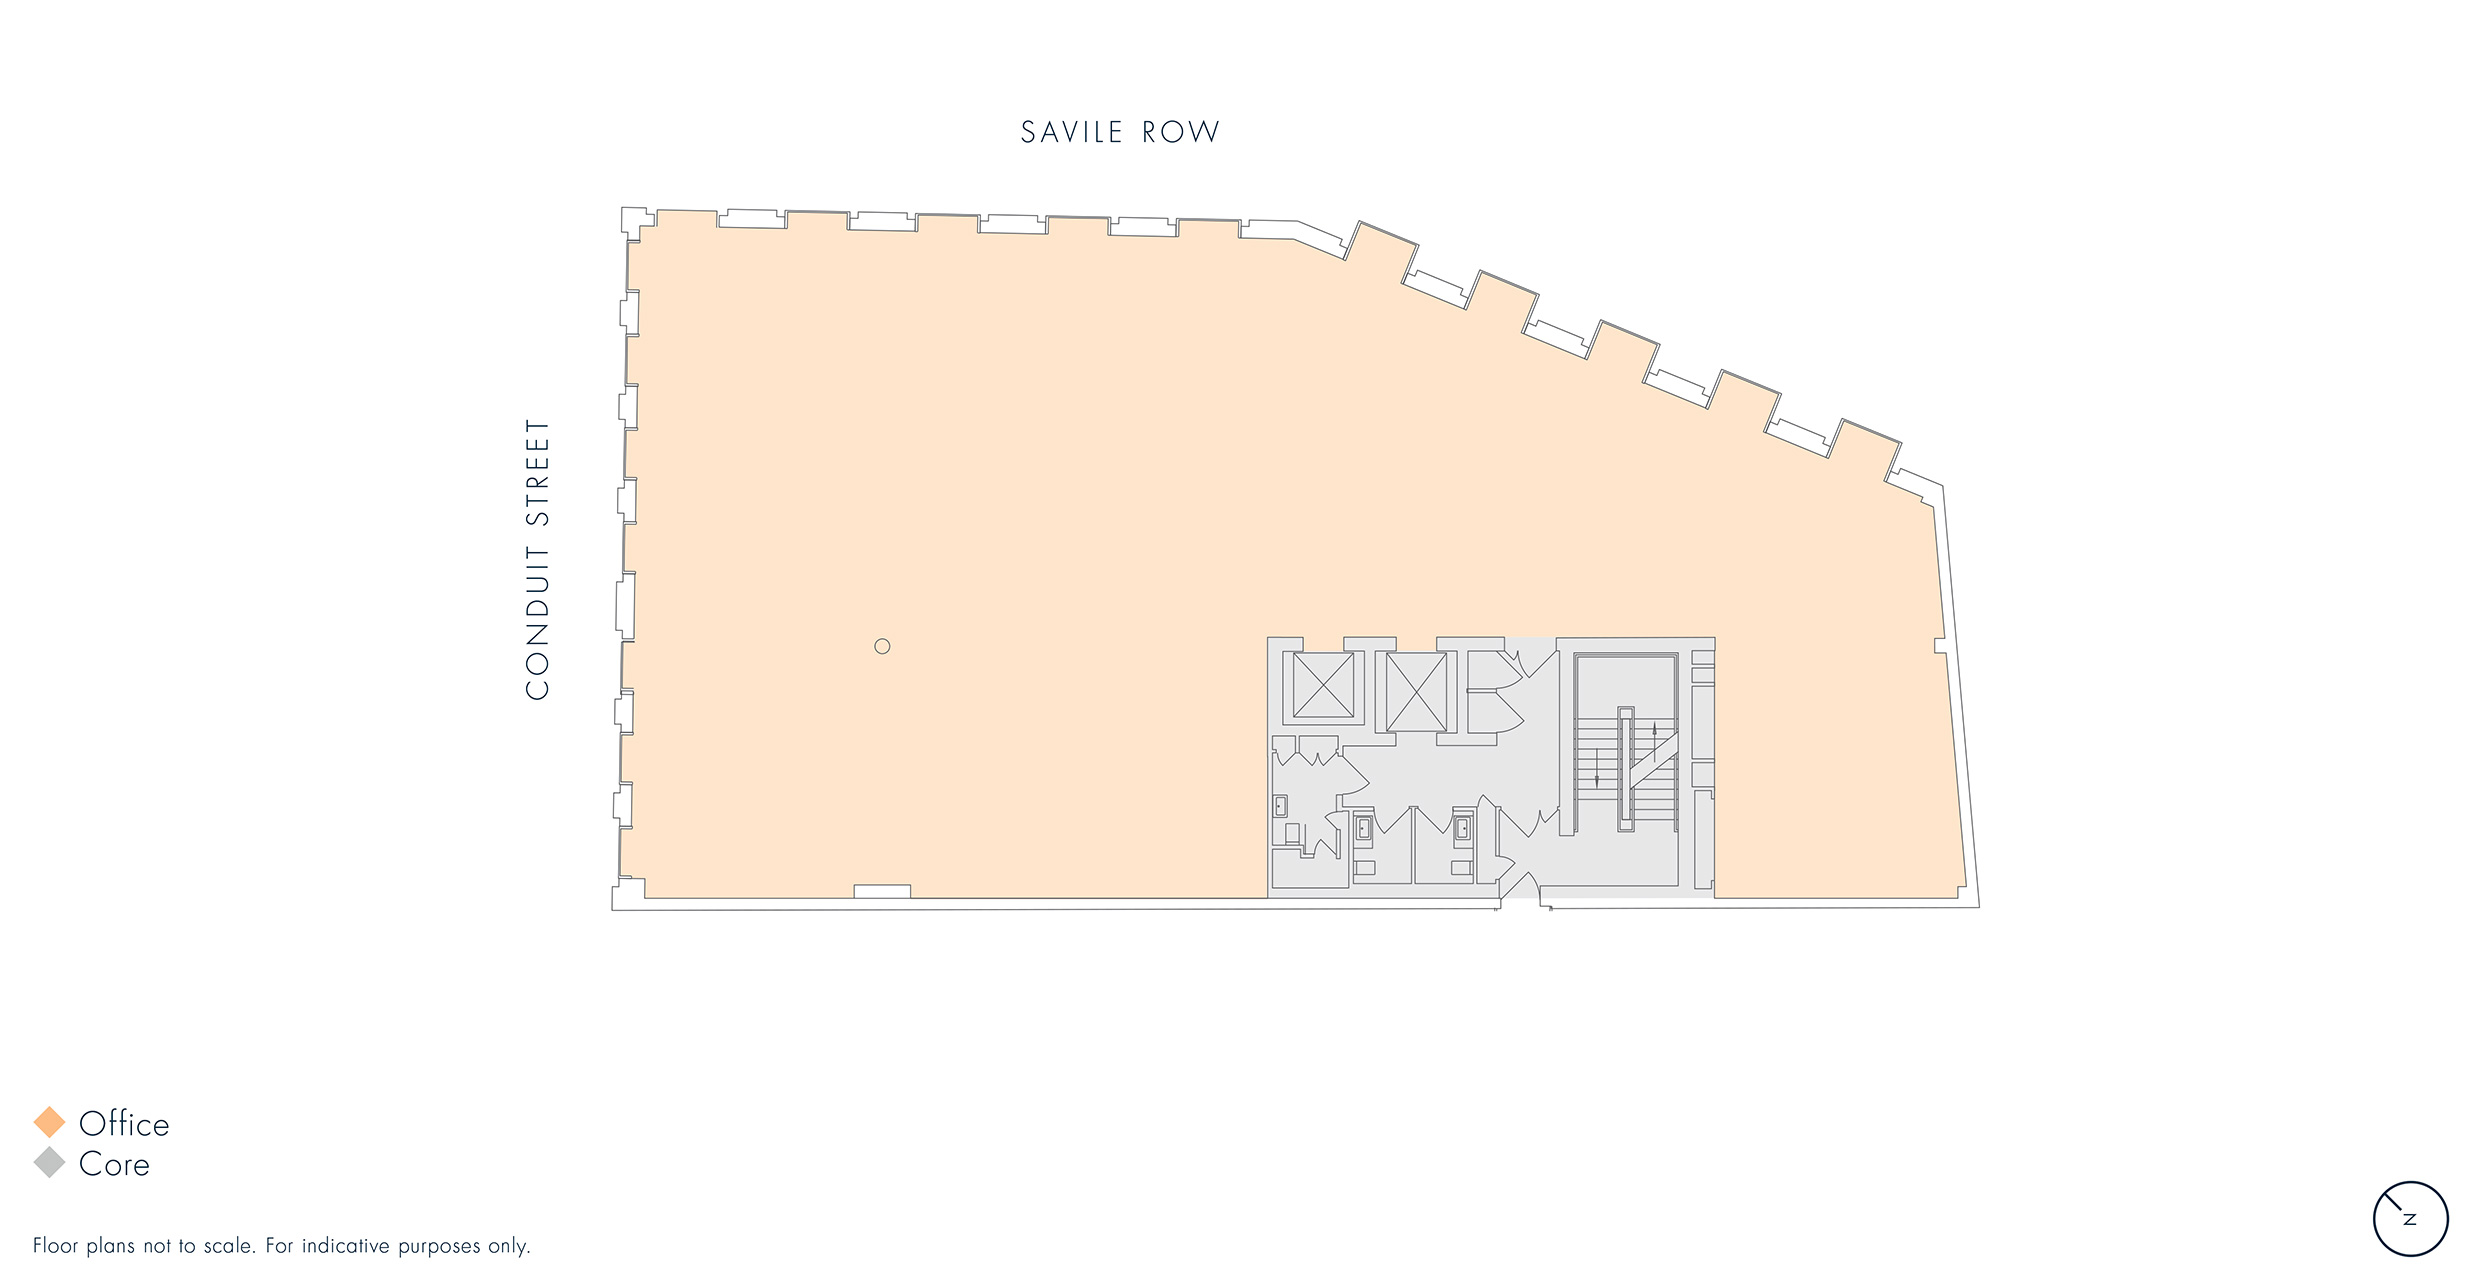 SAVILE ROW
CONDUIT STREET
Office
Core
Floor plans not to scale. For indicative purposes only.
N